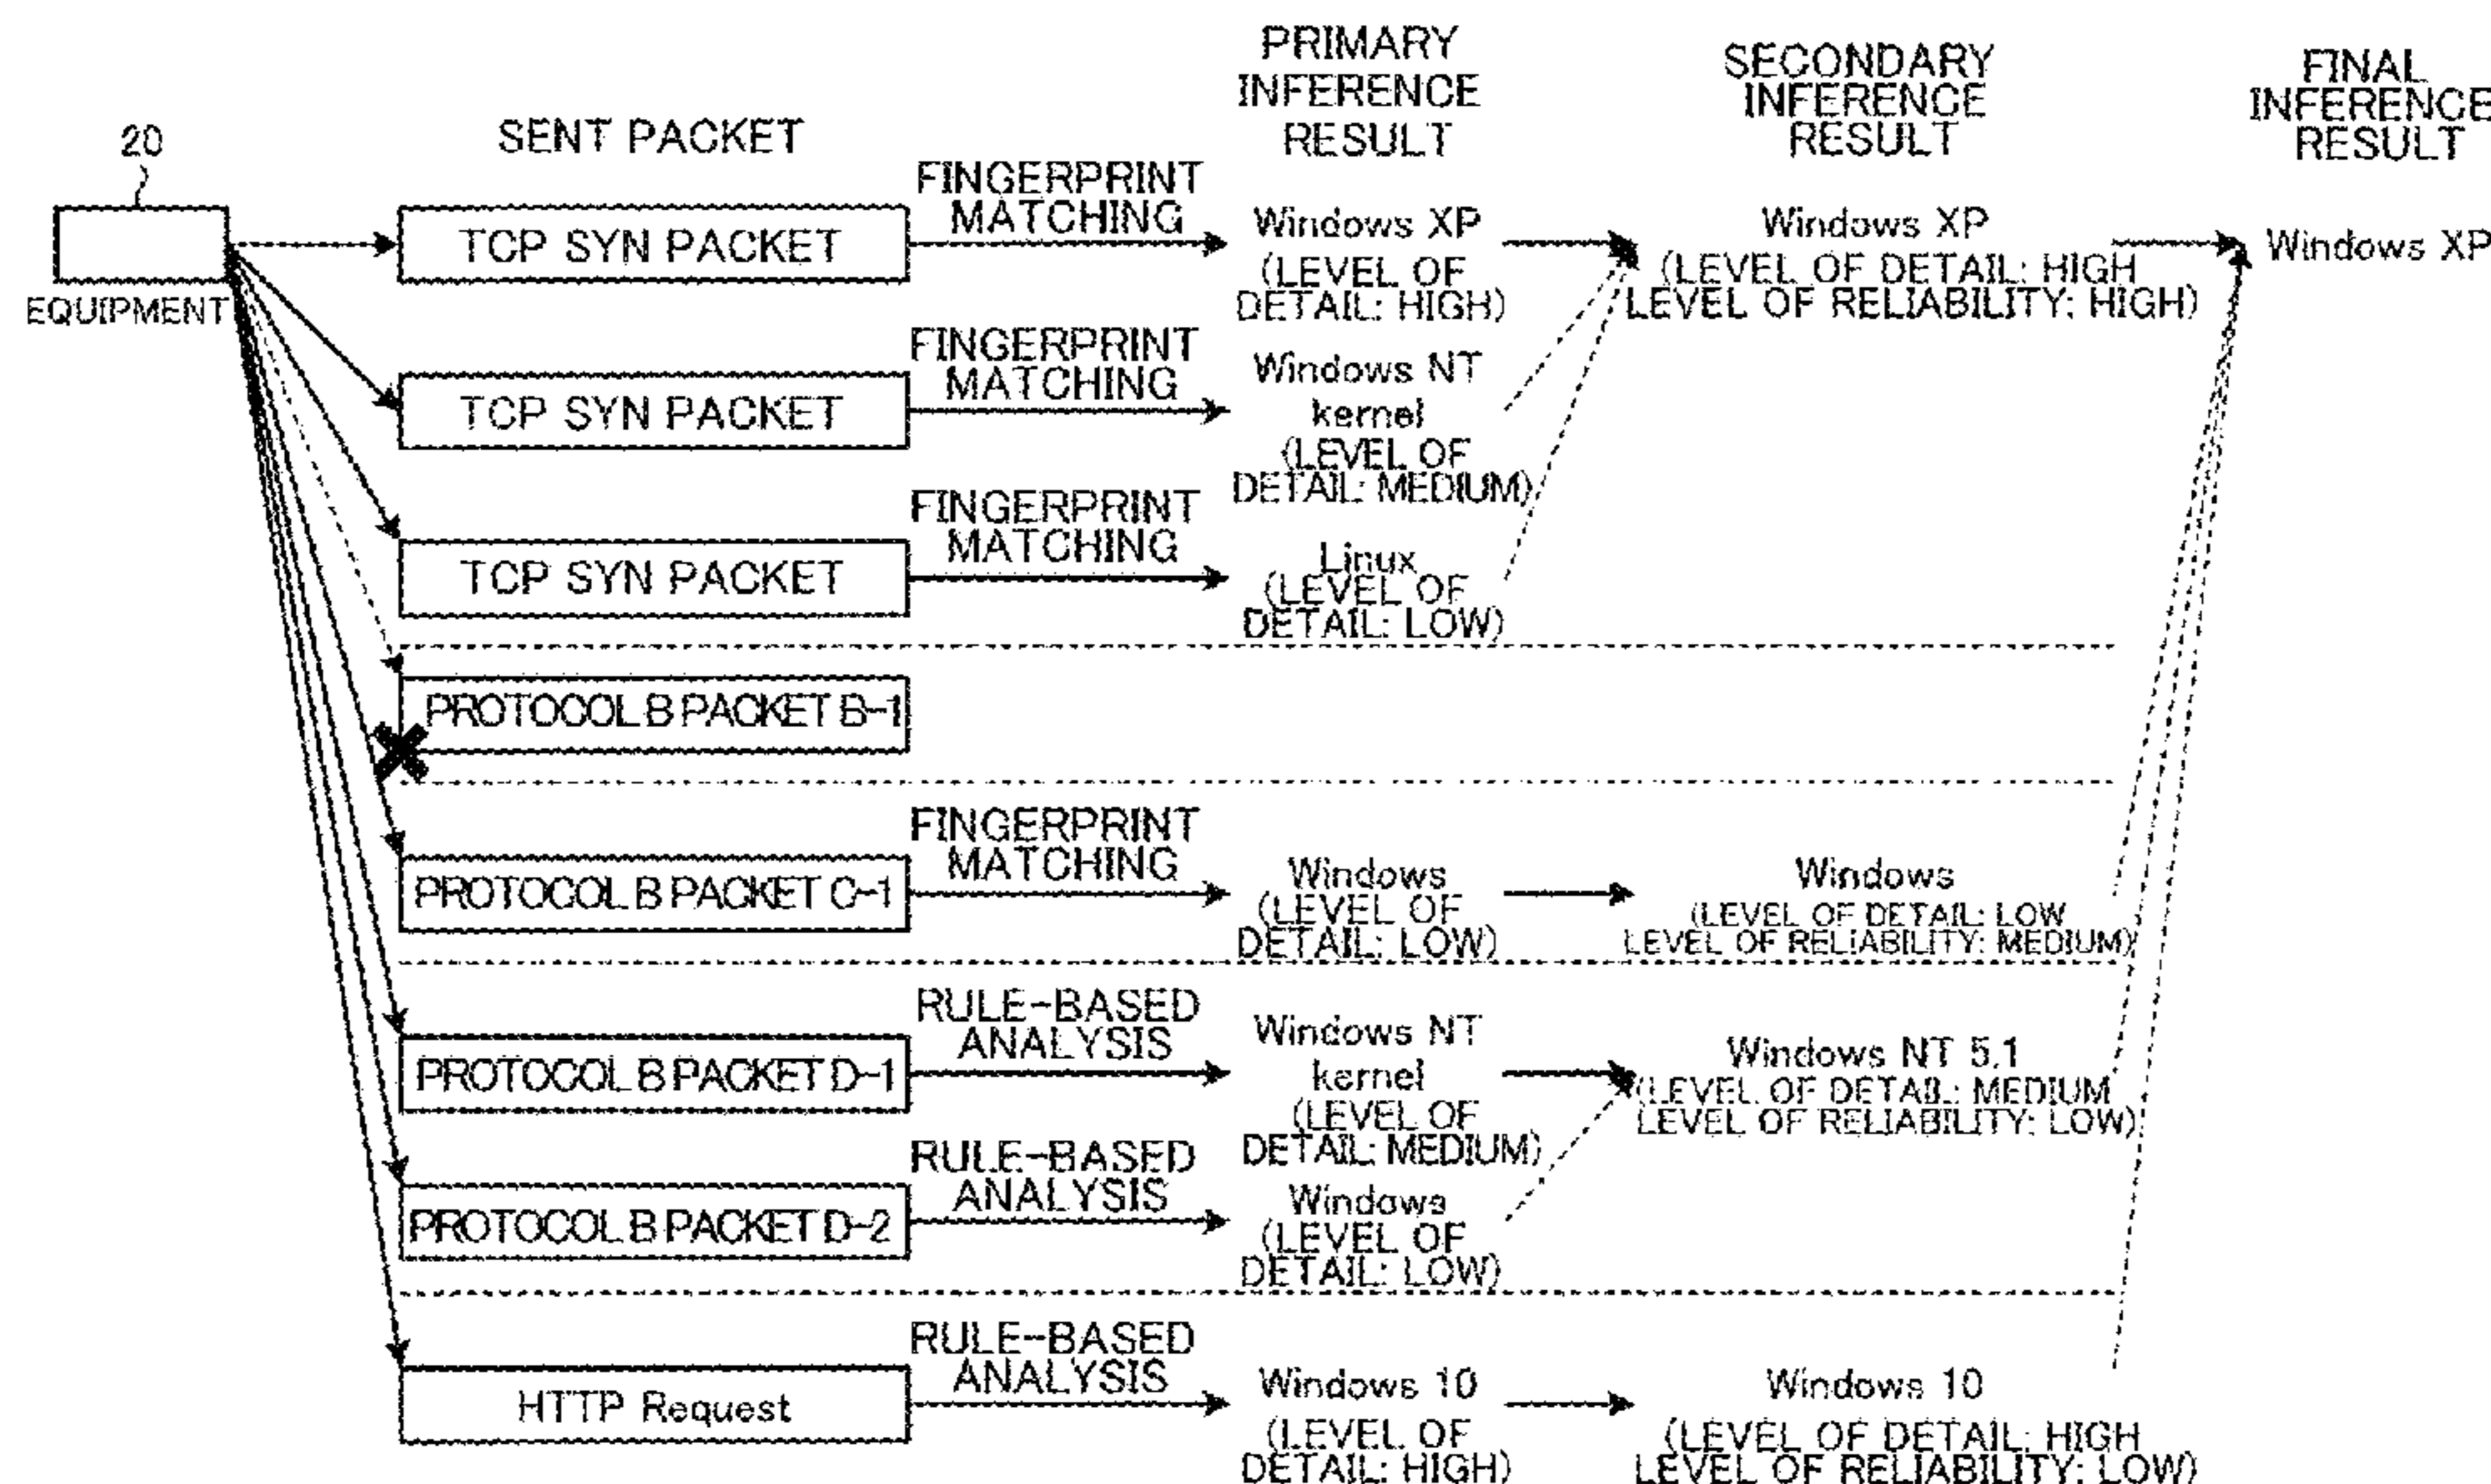 20
EQUIPMENT
SENT PACKET
PRIMARY
INFERENCE
RESULT
SECONDARY
INFERENCE
RESULT
FINAL
INFERENCE
RESULT
TCP SYN PACKET
FINGERPRINT
MATCHING
Windows XP
(LEVEL OF
DETAIL: HIGH)
Windows XP
(LEVEL OF DETAIL: HIGH
LEVEL OF RELIABILITY: HIGH)
Windows XP
TCP SYN PACKET
FINGERPRINT
MATCHING
Windows NT
kernel
(LEVEL OF
DETAIL: MEDIUM)
TCP SYN PACKET
FINGERPRINT
MATCHING
Linux
(LEVEL OF
DETAIL: LOW)
PROTOCOL B PACKET B-1
PROTOCOL B PACKET C-1
FINGERPRINT
MATCHING
Windows
(LEVEL OF
DETAIL: LOW)
Windows
(LEVEL OF DETAIL: LOW
LEVEL OF RELIABILITY: MEDIUM)
PROTOCOL B PACKET D-1
RULE-BASED
ANALYSIS
Windows NT
kernel
(LEVEL OF
DETAIL: MEDIUM)
Windows NT 5.1
(LEVEL OF DETAIL: MEDIUM
LEVEL OF RELIABILITY: LOW)
PROTOCOL B PACKET D-2
RULE-BASED
ANALYSIS
Windows
(LEVEL OF
DETAIL: LOW)
HTTP Request
RULE-BASED
ANALYSIS
Windows 10
(LEVEL OF
DETAIL: HIGH)
Windows 10
(LEVEL OF DETAIL: HIGH
LEVEL OF RELIABILITY: LOW)